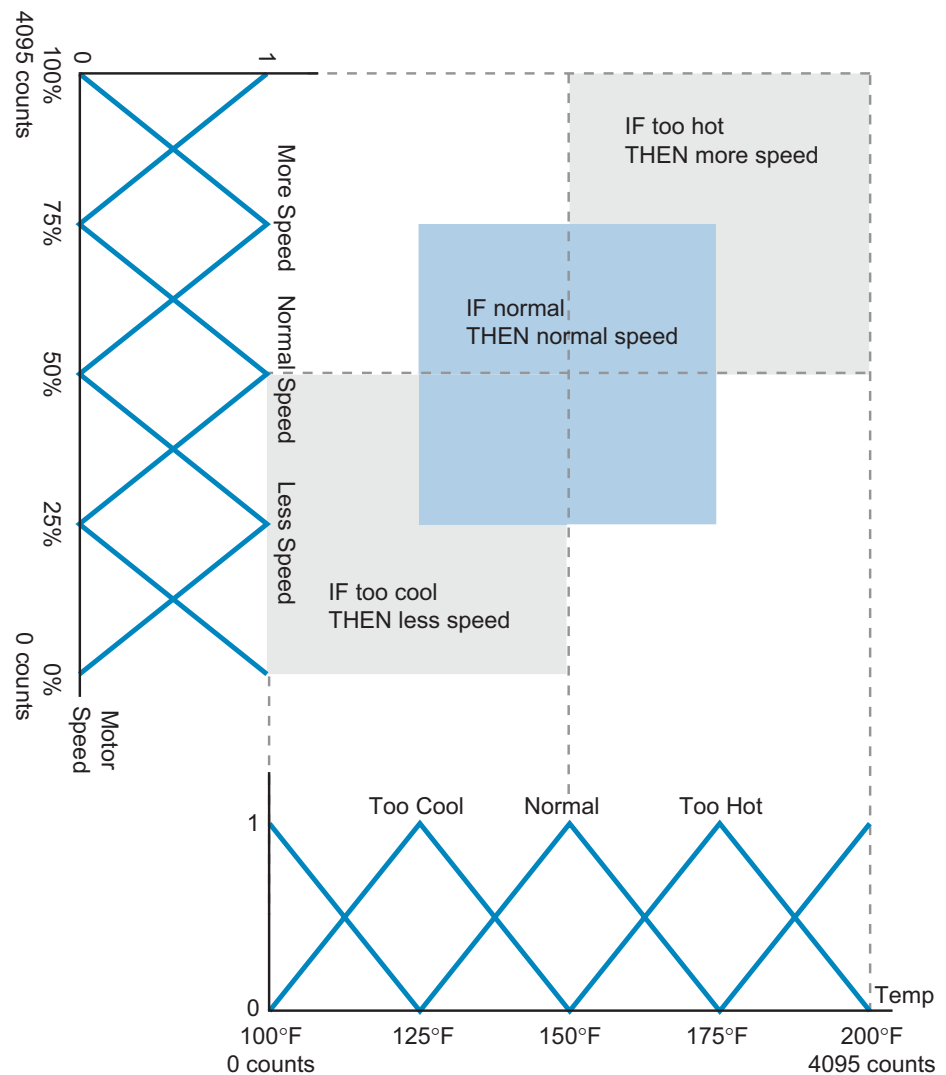 4095 counts
100%
0
1
75%
50%
25%
0%
0 counts
Motor
Speed
More Speed
Normal Speed
Less Speed
IF too hot
THEN more speed
IF normal
THEN normal speed
IF too cool
THEN less speed
Too Cool
Normal
Too Hot
1
0
Temp
100°F
125°F
150°F
175°F
200°F
0 counts
4095 counts